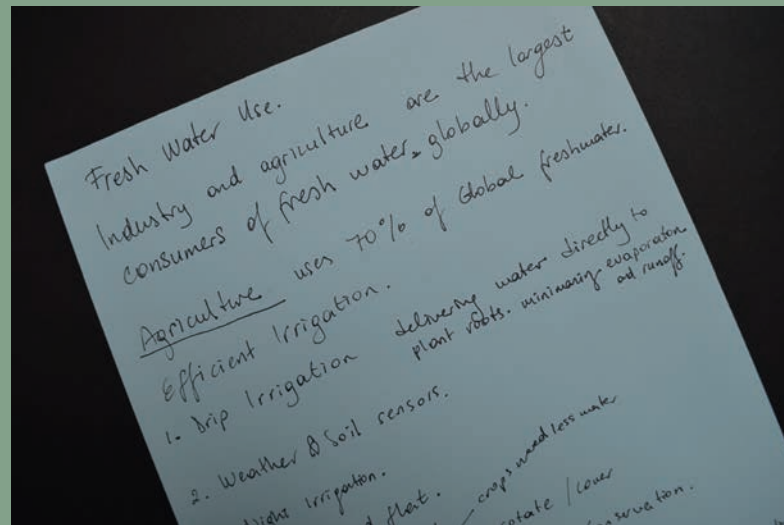 Fresh Water Use.
Industry and agriculture are the largest
consumers of fresh water, globally.
Agriculture uses 70% of Global freshwater.
Efficient Irrigation.
1. Drip Irrigation delivering water directly to
plant roots. minimising evaporation
and runoff.
2. Weather & Soil sensors.
Irrigation.
crops need less water
rotate / cover